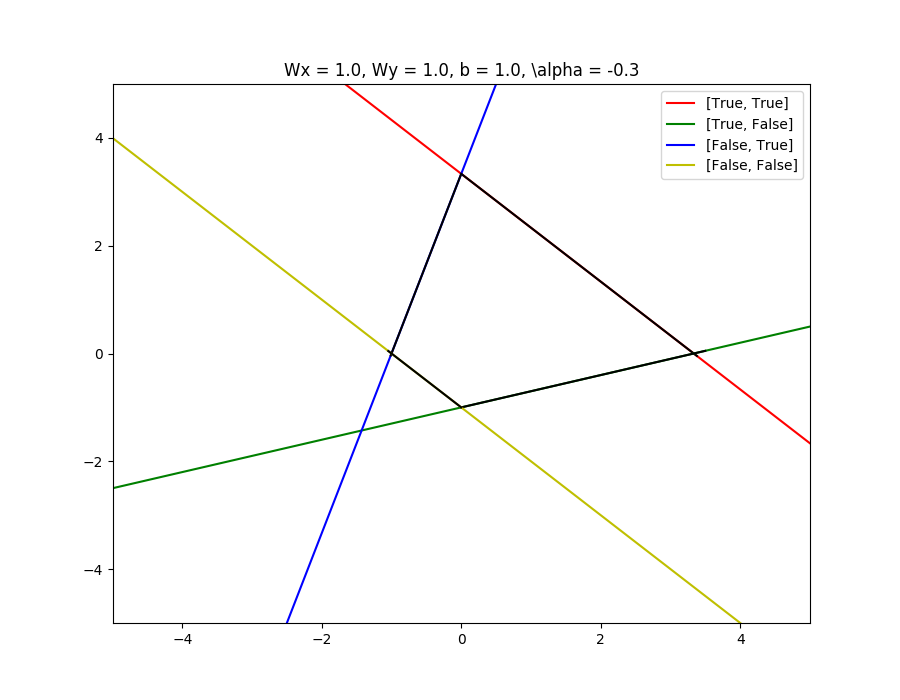 Wx = 1.0, Wy = 1.0, b = 1.0, \alpha = -0.3
[True, True]
[True, False]
[False, True]
[False, False]
4
2
0
−2
−4
−4
−2
0
2
4